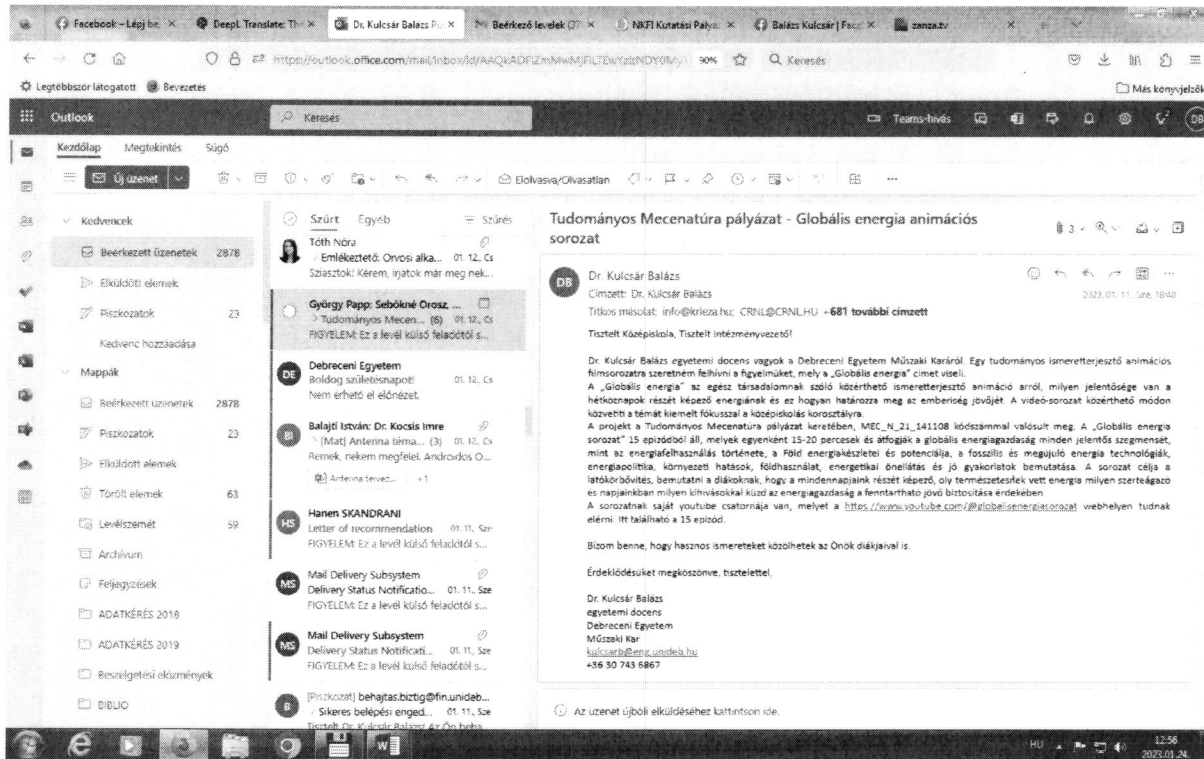 Facebook – Lépj be
DeepL Translate: Th
Dr. Kulcsár Balázs
Beérkező levelek
NKFI Kutatási
Balázs Kulcsár
zanza.tv
https://outlook.office.com/mail/inbox/id/
90%
Keresés
Legtöbbször látogatott
Bevezetés
Más könyvjelzők
Outlook
Keresés
Teams-hívás
DB
Kezdőlap Megtekintés Súgó
Új üzenet
Elolvasva/Olvasatlan
Kedvencek
Beérkezett üzenetek 2878
Elküldött elemek
Piszkozatok 23
Kedvenc hozzáadása
Mappák
Beérkezett üzenetek 2878
Piszkozatok 23
Elküldött elemek
Törölt elemek 63
Levélszemét 59
Archívum
Feljegyzések
ADATKÉRÉS 2018
ADATKÉRÉS 2019
Beszélgetési előzmények
BIBLIO
Szűrt Egyéb Szűrés
Tóth Nóra
Emlékeztető: Orvosi alka... 01. 12., Cs
Sziasztok! Kérem, írjatok már meg nek...
György Papp: Sebőkné Orosz, ...
Tudományos Mecen... (6) 01. 12., Cs
FIGYELEM: Ez a levél külső feladótól s...
DE
Debreceni Egyetem
Boldog születésnapot! 01. 12., Cs
Nem érhető el előnézet.
BI
Balajti István: Dr. Kocsis Imre
[Mat] Antenna téma... (3) 01. 12., Cs
Remek, nekem megfelel. Androidos O...
Antenna tervez... +1
HS
Hanen SKANDRANI
Letter of recommendation 01. 11., Sze
FIGYELEM: Ez a levél külső feladótól s...
MS
Mail Delivery Subsystem
Delivery Status Notificatio... 01. 11., Sze
FIGYELEM: Ez a levél külső feladótól s...
MS
Mail Delivery Subsystem
Delivery Status Notificati... 01. 11., Sze
FIGYELEM: Ez a levél külső feladótól s...
B
[Piszkozat] behajtas.biztig@fin.unideb...
Sikeres belépési enged... 01. 11., Sze
Tisztelt Dr. Kulcsár Balázs! Az Ön beha...
Tudományos Mecenatúra pályázat - Globális energia animációs
sorozat
3
DB
Dr. Kulcsár Balázs
Címzett: Dr. Kulcsár Balázs
2023. 01. 11., Sze, 18:48
Titkos másolat: info@krieza.hu; CRNL@CRNL.HU +681 további címzett
Tisztelt Középiskola, Tisztelt Intézményvezető!
Dr. Kulcsár Balázs egyetemi docens vagyok a Debreceni Egyetem Műszaki Karáról. Egy tudományos ismeretterjesztő animációs
filmsorozatra szeretném felhívni a figyelmüket, mely a „Globális energia” címet viseli.
A „Globális energia” az egész társadalomnak szóló közérthető ismeretterjesztő animáció arról, milyen jelentősége van a
hétköznapok részét képező energiának és ez hogyan határozza meg az emberiség jövőjét. A videó-sorozat közérthető módon
közvetíti a témát kiemelt fókusszal a középiskolás korosztályra.
A projekt a Tudományos Mecenatúra pályázat keretében, MEC_N_21_141108 kódszámmal valósult meg. A „Globális energia
sorozat” 15 epizódból áll, melyek egyenként 15-20 percesek és átfogják a globális energiagazdaság minden jelentős szegmensét,
mint az energiafelhasználás története, a Föld energiakészletei és potenciálja, a fosszilis és megújuló energia technológiák,
energiapolitika, környezeti hatások, földhasználat, energetikai önellátás és jó gyakorlatok bemutatása. A sorozat célja a
látókörbővítés, bemutatni a diákoknak, hogy a mindennapjaink részét képező, oly természetesnek vett energia milyen szerteágazó
és napjainkban milyen kihívásokkal küzd az energiagazdaság a fenntartható jövő biztosítása érdekében.
A sorozatnak saját youtube csatornája van, melyet a https://www.youtube.com/@globalisenergiasorozat webhelyen tudnak
elérni. Itt található a 15 epizód.
Bízom benne, hogy hasznos ismereteket közölhetek az Önök diákjaival is.
Érdeklődésüket megköszönve, tisztelettel,
Dr. Kulcsár Balázs
egyetemi docens
Debreceni Egyetem
Műszaki Kar
kulcsarb@eng.unideb.hu
+36 30 743 6867
Az üzenet újbóli elküldéséhez kattintson ide.
12:56
2023.01.24.